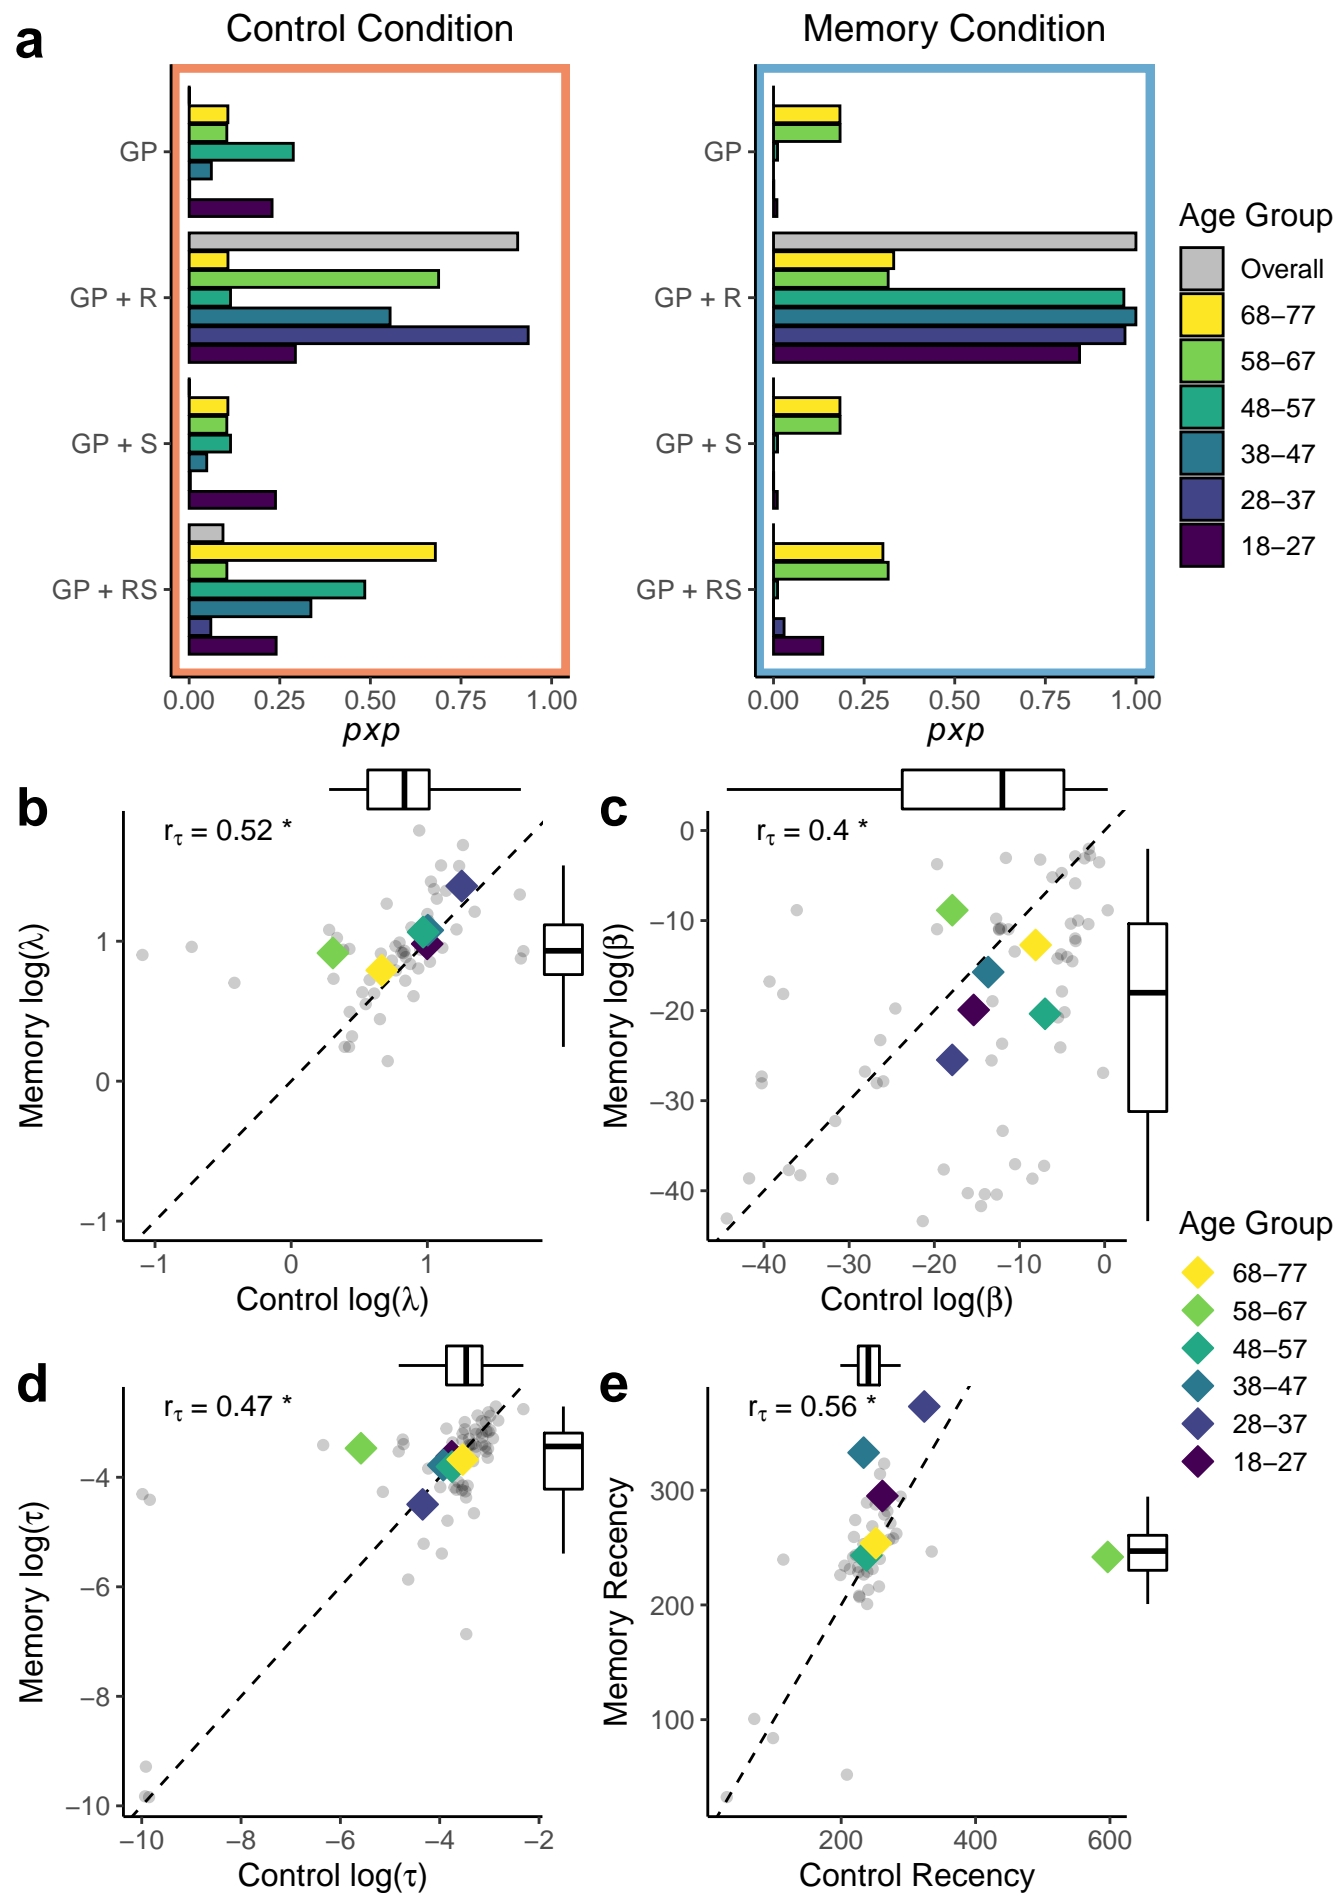 a
Control Condition
Memory Condition
GP
GP + R
GP + S
GP + RS
0.00 0.25 0.50 0.75 1.00
pxp
GP
GP + R
GP + S
GP + RS
0.00 0.25 0.50 0.75 1.00
pxp
Age Group
Overall
68–77
58–67
48–57
38–47
28–37
18–27
b
rτ = 0.52 *
Memory log(λ)
1
0
−1
−1 0 1
Control log(λ)
c
rτ = 0.4 *
Memory log(β)
0
−10
−20
−30
−40
−40 −30 −20 −10 0
Control log(β)
d
rτ = 0.47 *
Memory log(τ)
−4
−6
−8
−10
−10 −8 −6 −4 −2
Control log(τ)
e
rτ = 0.56 *
Memory Recency
300
200
100
200 400 600
Control Recency
Age Group
68–77
58–67
48–57
38–47
28–37
18–27